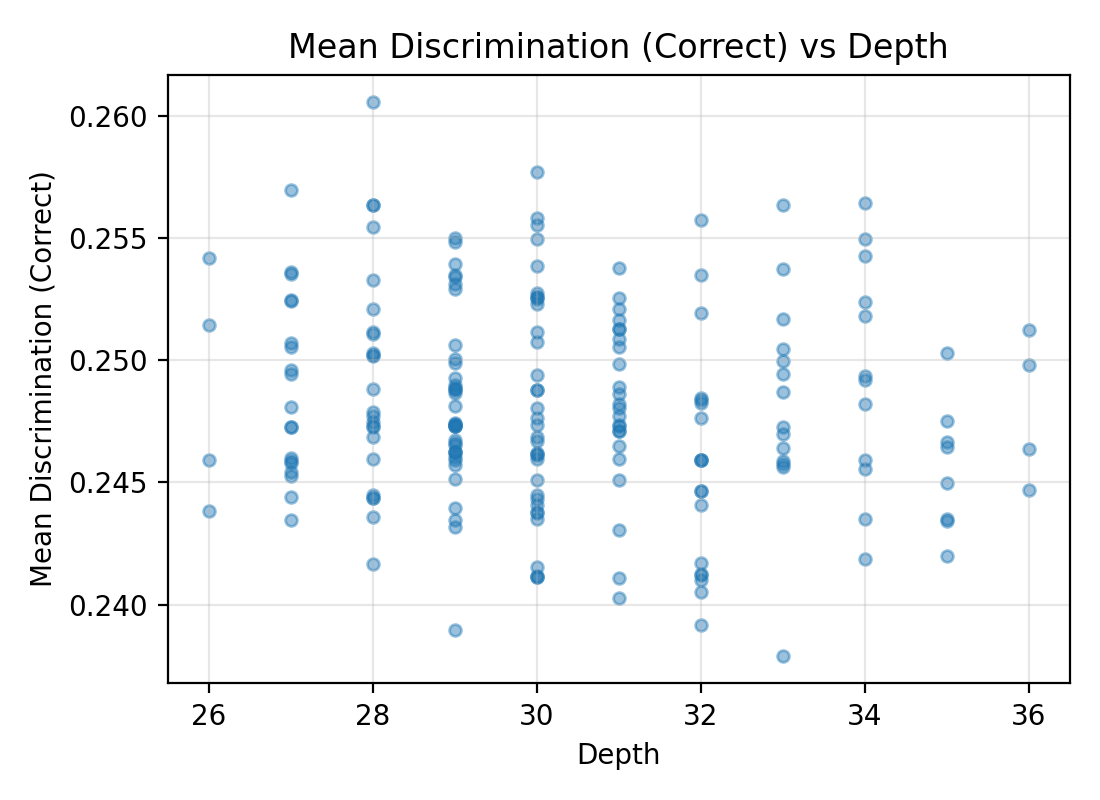 Mean Discrimination (Correct) vs Depth
Mean Discrimination (Correct)
0.260
0.255
0.250
0.245
0.240
26 28 30 32 34 36
Depth